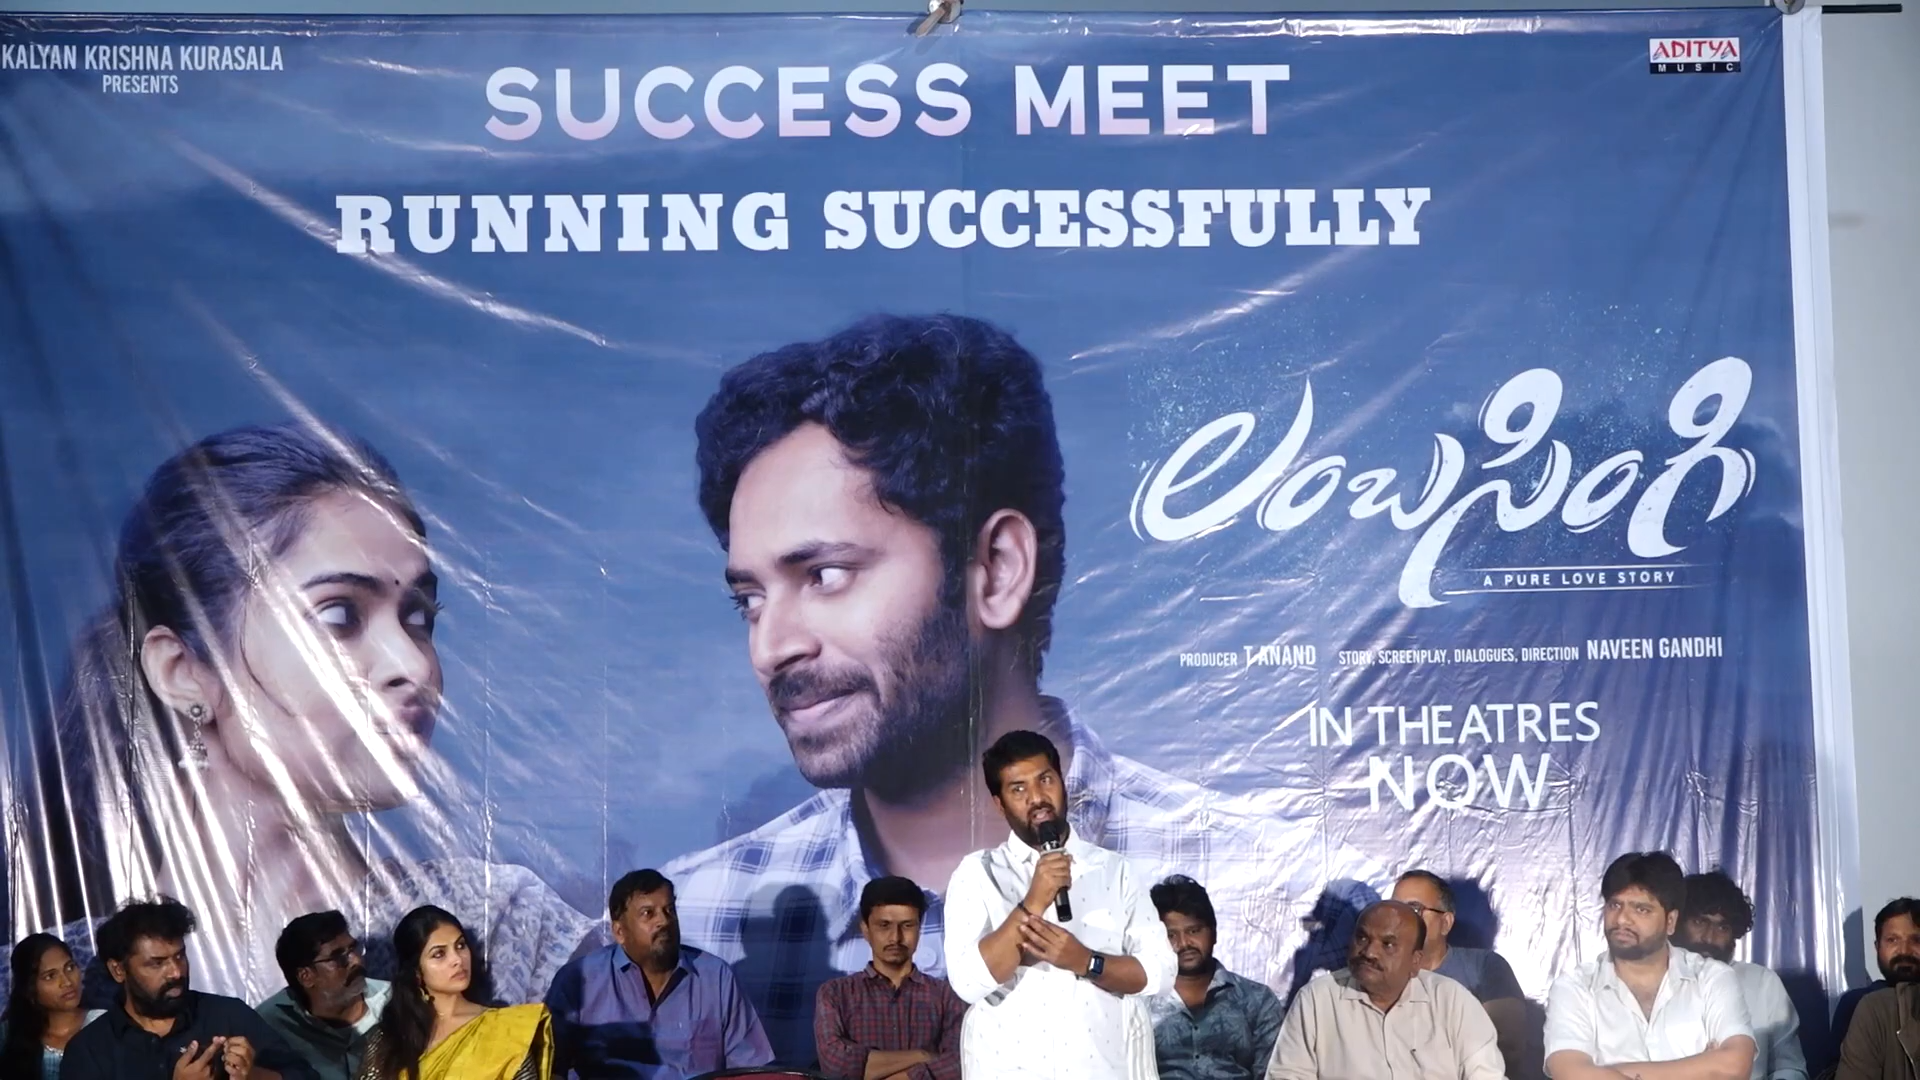 KALYAN KRISHNA KURASALA
PRESENTS
ADITYA
MUSIC
SUCCESS MEET
RUNNING SUCCESSFULLY
లంబసింగి
A PURE LOVE STORY
PRODUCER T ANAND STORY, SCREENPLAY, DIALOGUES, DIRECTION NAVEEN GANDHI
IN THEATRES
NOW